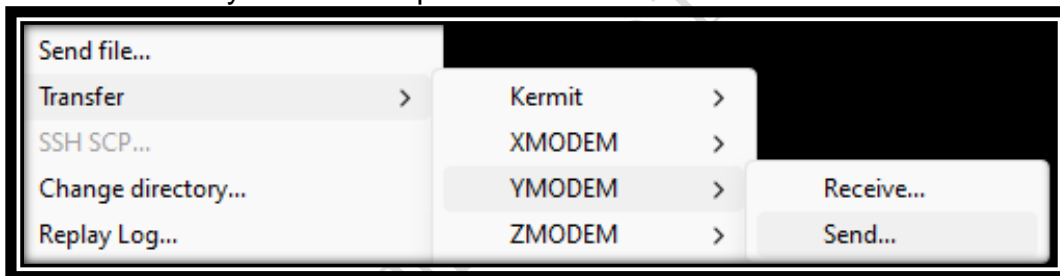 Send file...
Transfer > Kermit >
SSH SCP... XMODEM >
Change directory... YMODEM > Receive...
Replay Log... ZMODEM > Send...